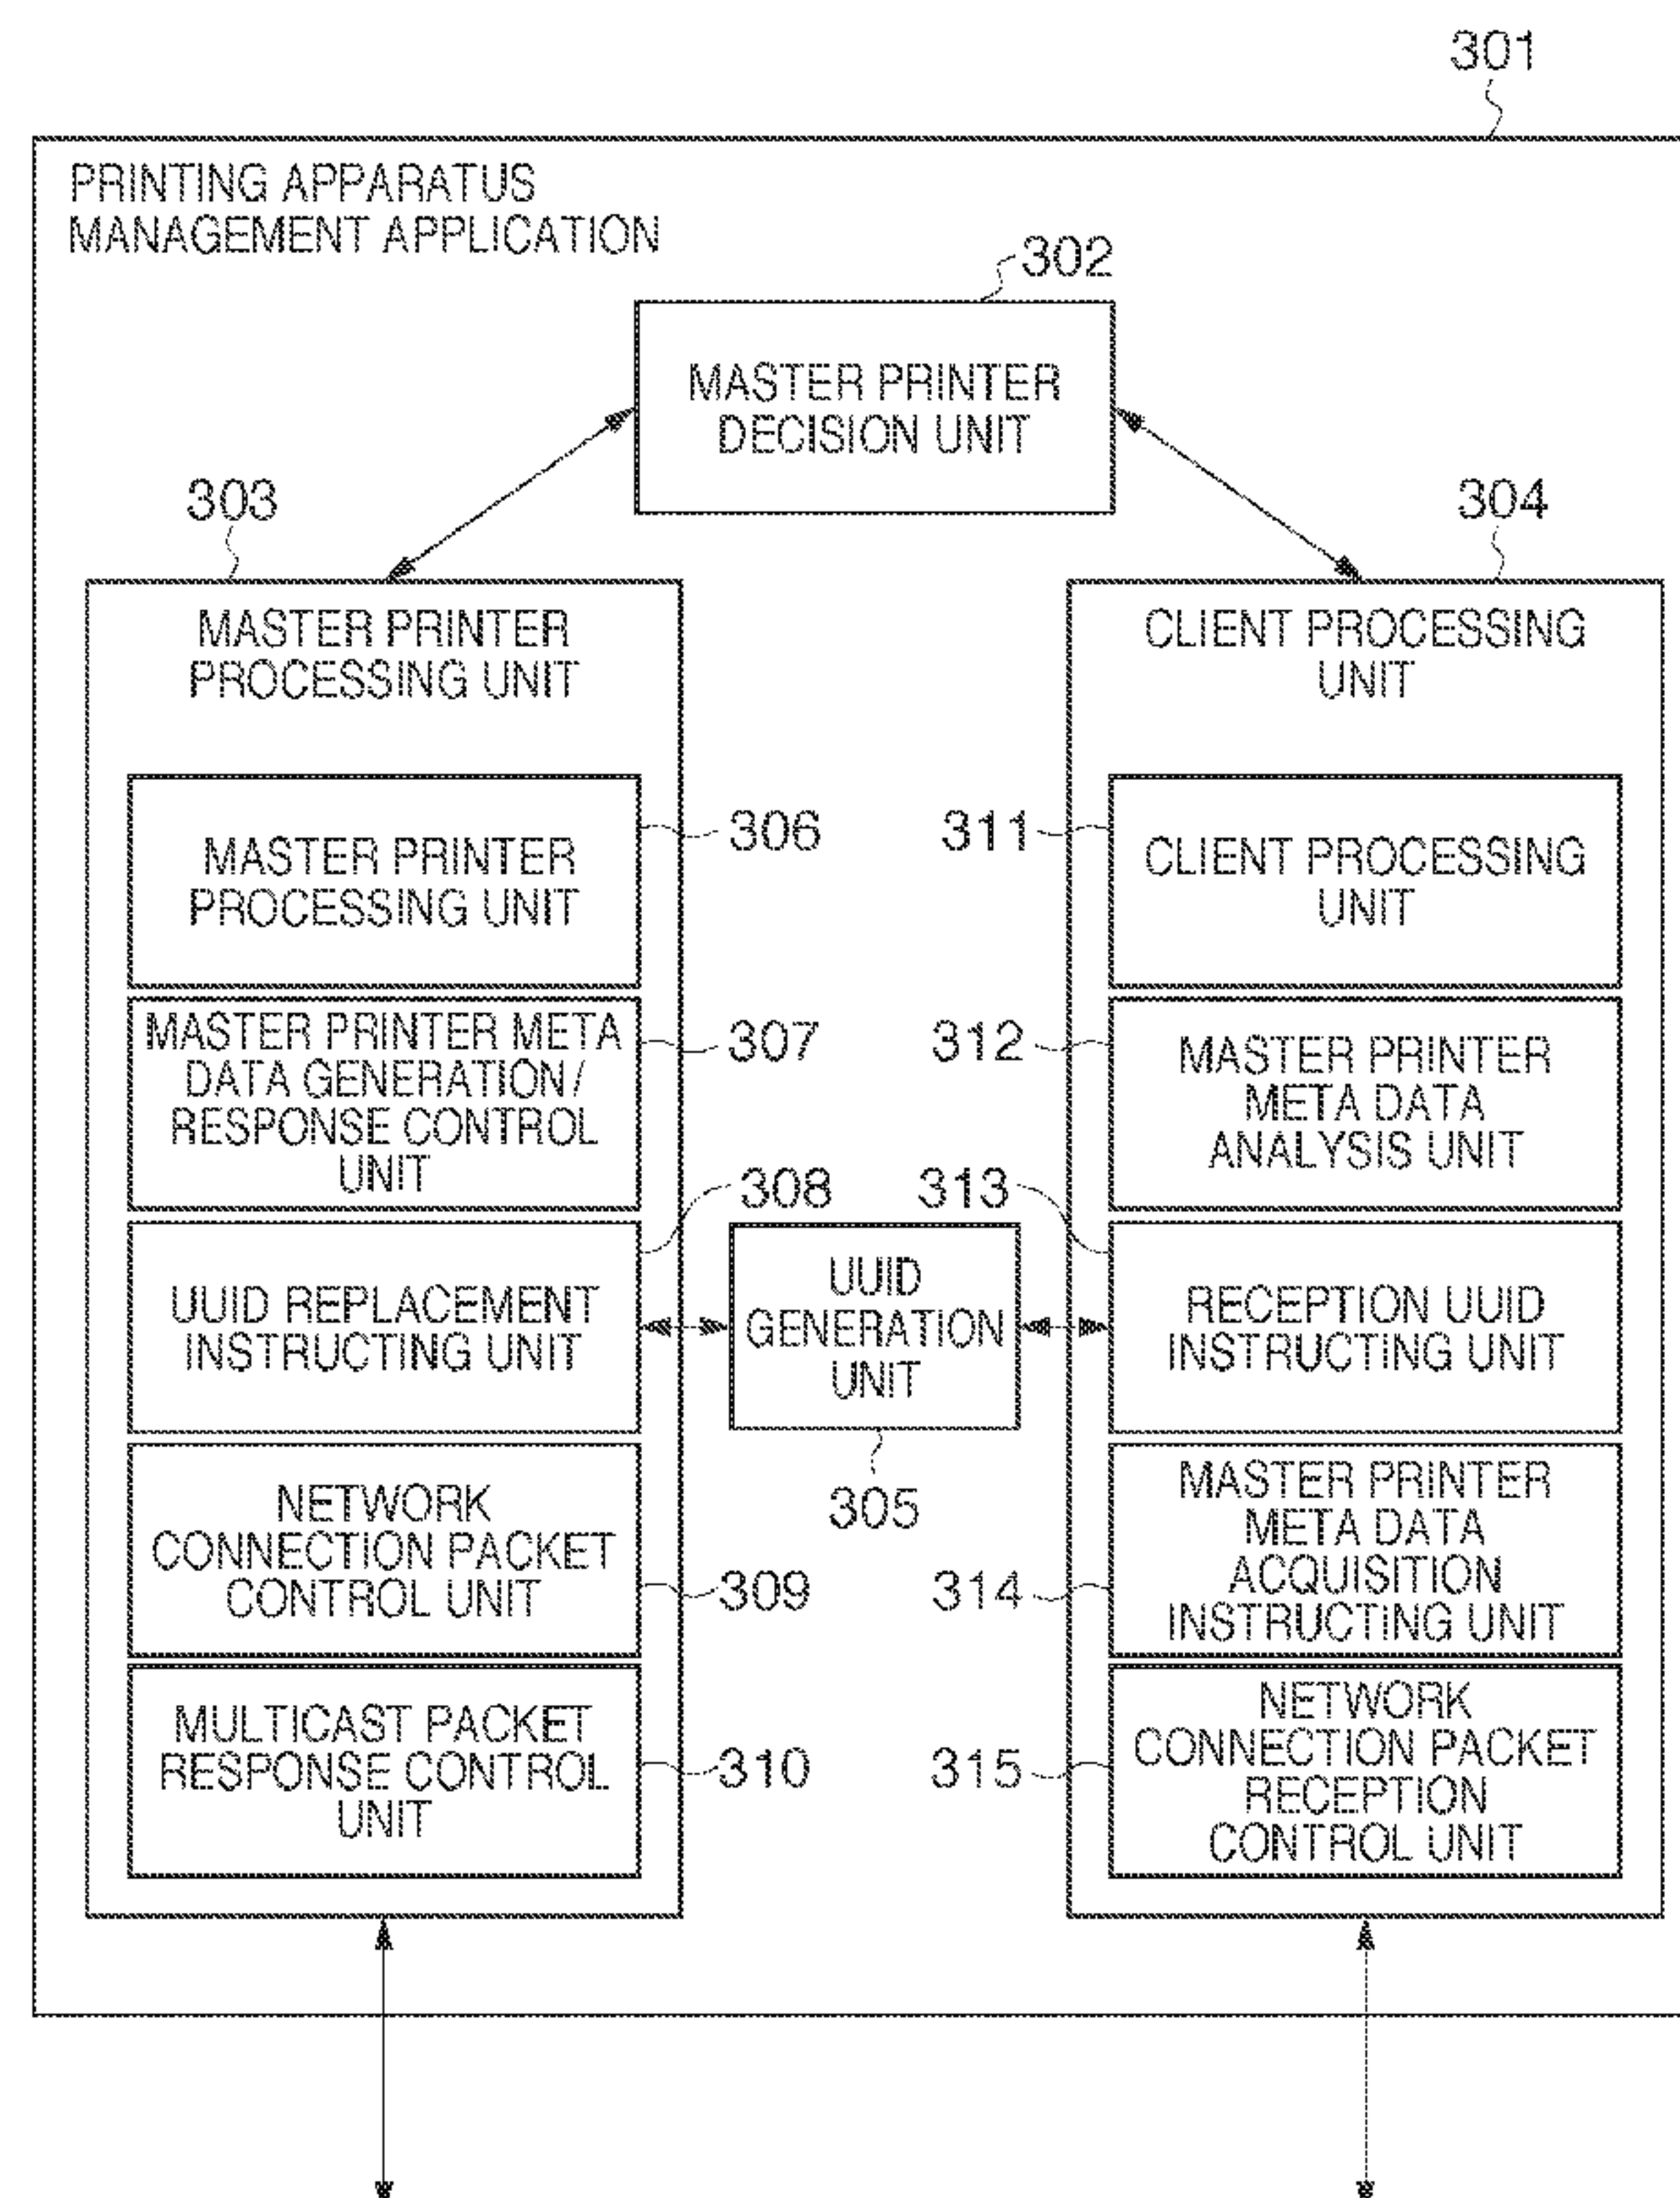 301
PRINTING APPARATUS
MANAGEMENT APPLICATION
302
MASTER PRINTER
DECISION UNIT
303
304
MASTER PRINTER
PROCESSING UNIT
CLIENT PROCESSING
UNIT
MASTER PRINTER
PROCESSING UNIT
306
311
CLIENT PROCESSING
UNIT
MASTER PRINTER META
DATA GENERATION/
RESPONSE CONTROL
UNIT
307
312
MASTER PRINTER
META DATA
ANALYSIS UNIT
308
313
UUID REPLACEMENT
INSTRUCTING UNIT
UUID
GENERATION
UNIT
305
RECEPTION UUID
INSTRUCTING UNIT
NETWORK
CONNECTION PACKET
CONTROL UNIT
309
314
MASTER PRINTER
META DATA
ACQUISITION
INSTRUCTING UNIT
MULTICAST PACKET
RESPONSE CONTROL
UNIT
310
315
NETWORK
CONNECTION PACKET
RECEPTION
CONTROL UNIT